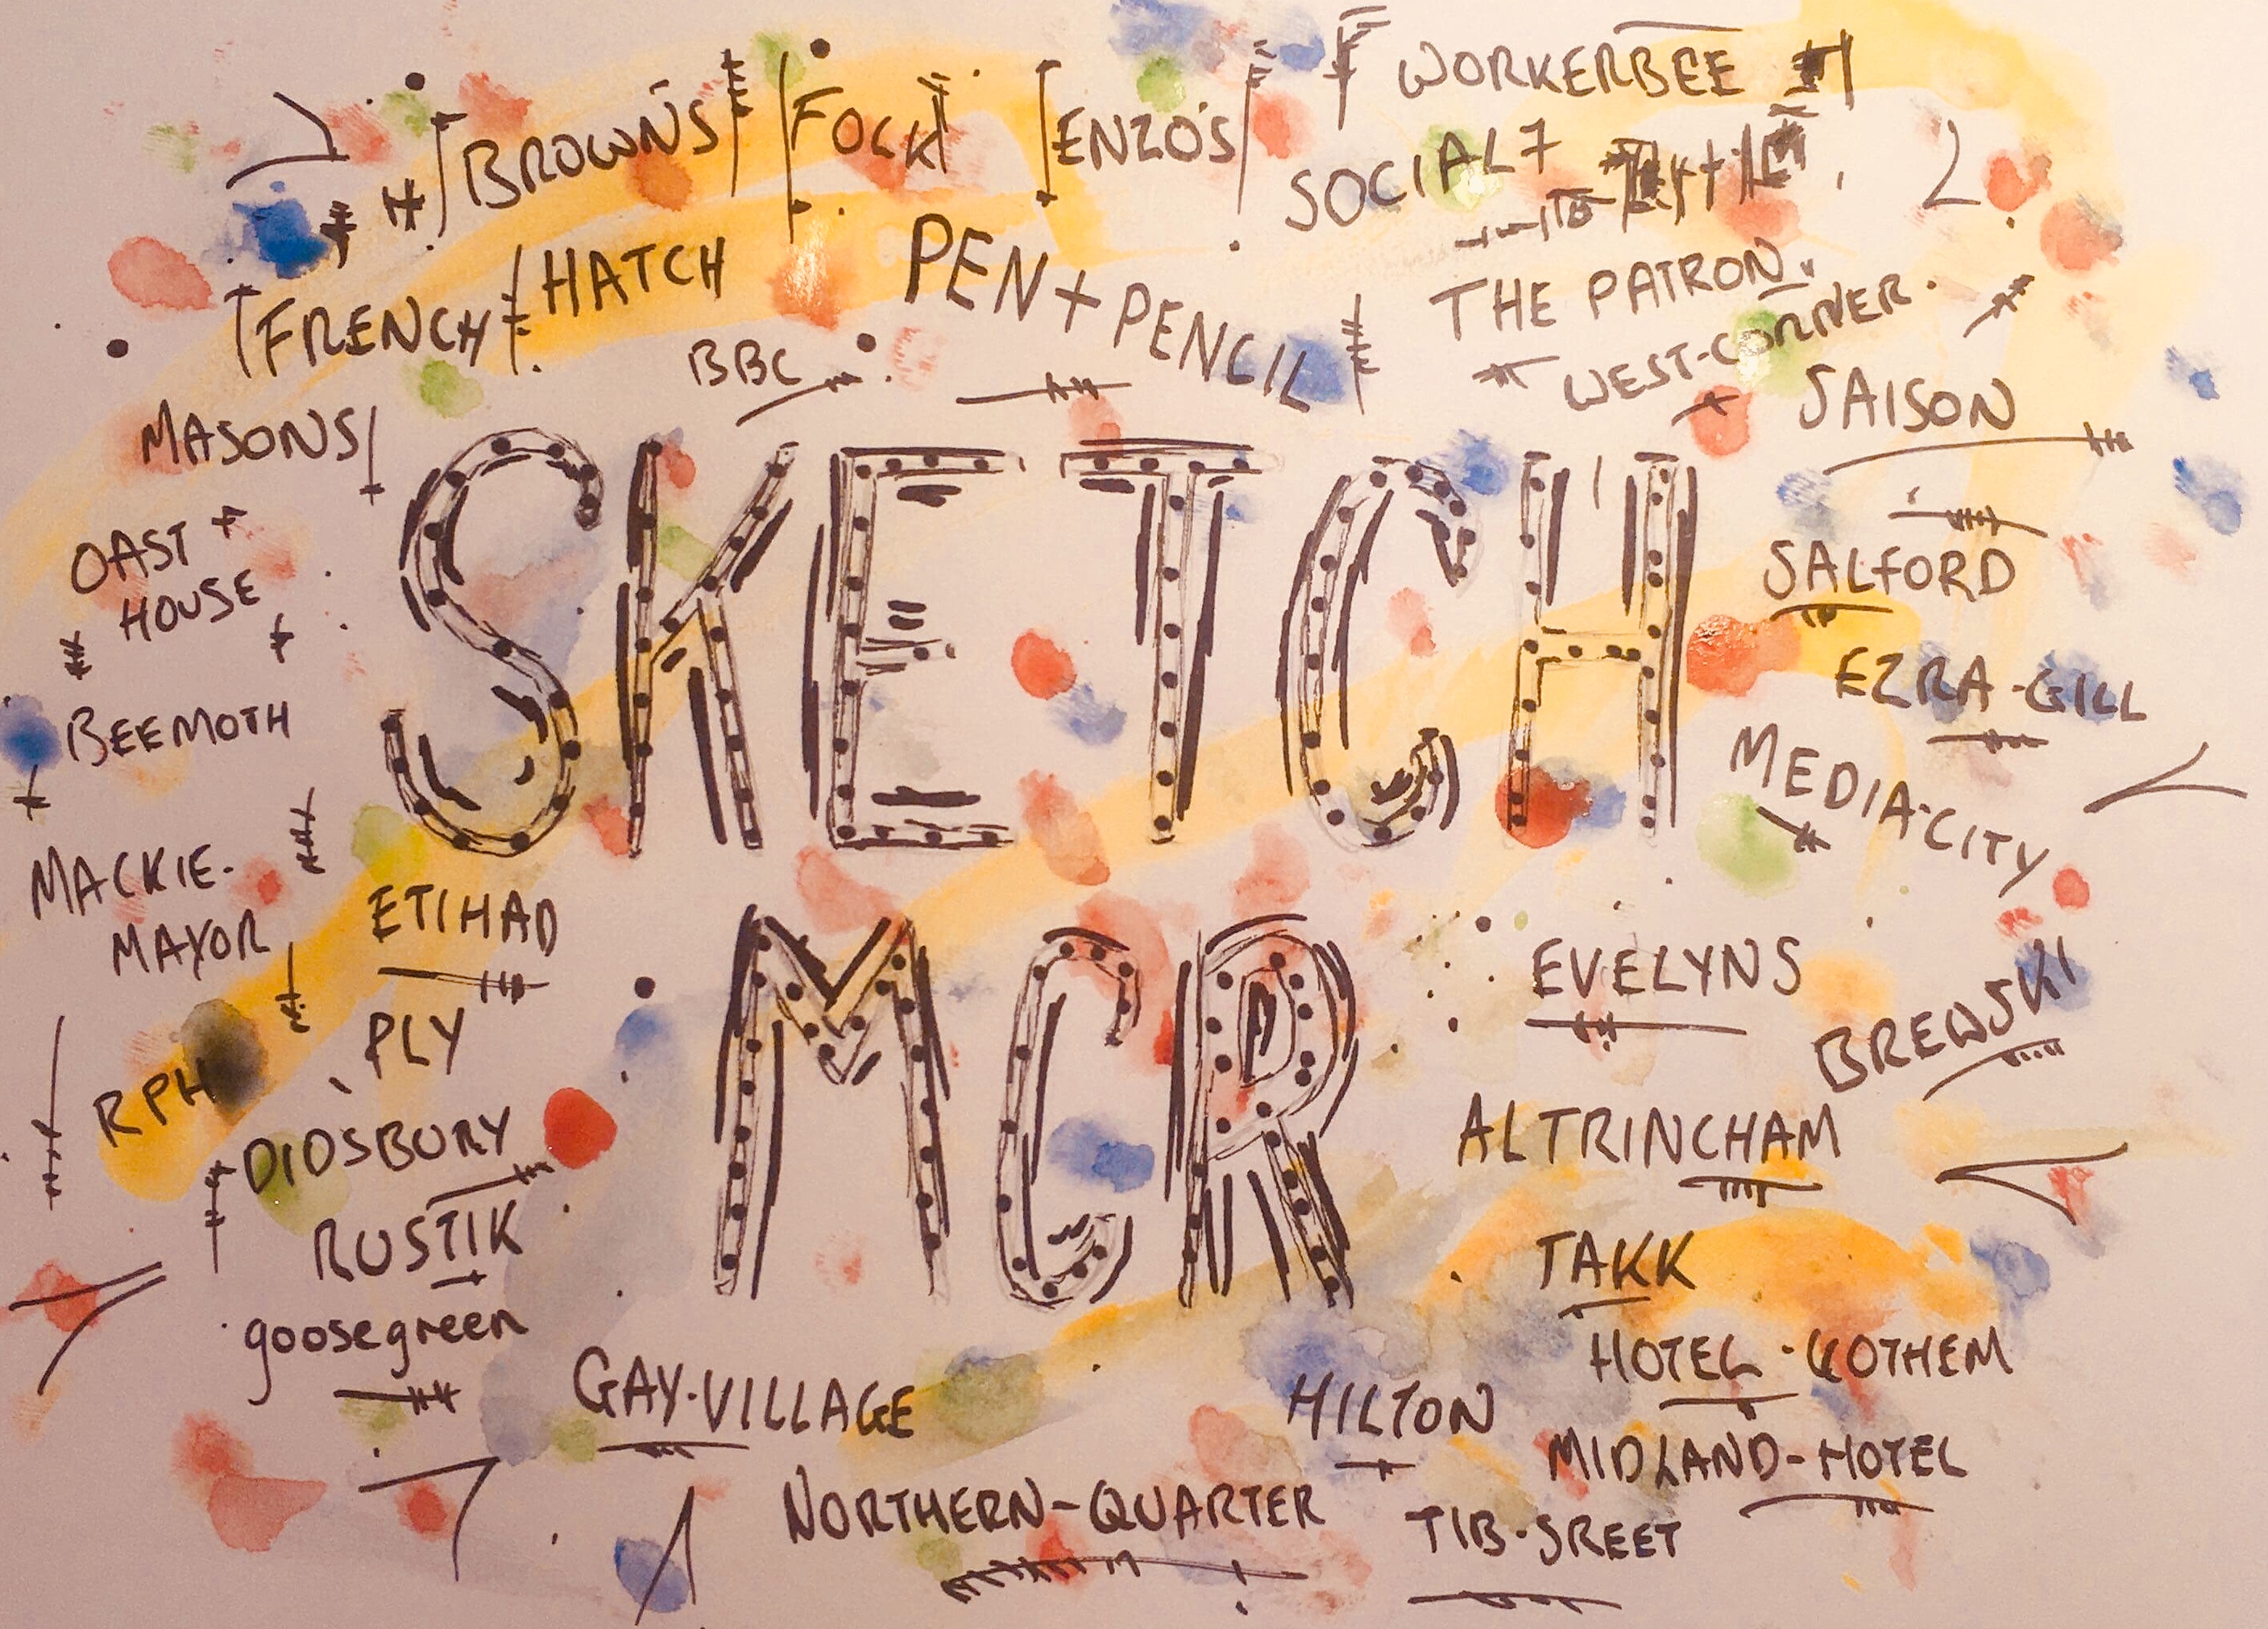 BROWNS
FOCK
ENZO'S
WORKERBEE
SOCIAL7
FRENCH
HATCH
PEN + PENCIL
THE PATRON.
WEST-CORNER.
BBC
SAISON
MASONS
OAST
HOUSE
SKETCH
SALFORD
EZRA-GILL
BEEMOTH
MEDIA-CITY
MACKIE-
MAYOR
ETIHAD
MCR
EVELYNS
BREWSKI
PLY
RPH
DIDSBURY
ALTRINCHAM
RUSTIK
TAKK
goosegreen
GAY-VILLAGE
HILTON
HOTEL-GOTHEM
MIDLAND-HOTEL
NORTHERN-QUARTER
TIB-SREET